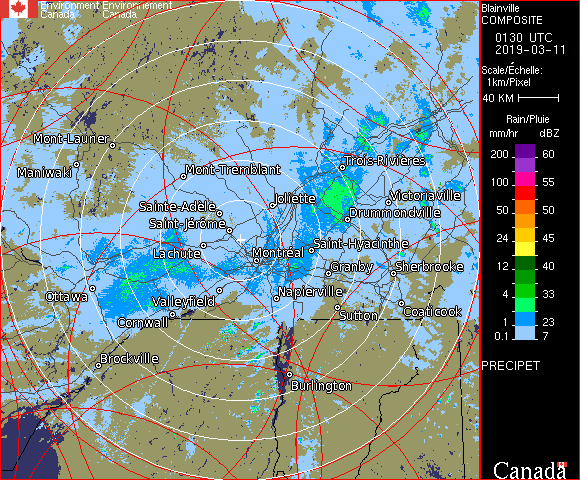 Environment Environnement
Canada Canada
Blainville
COMPOSITE
0130 UTC
2019-03-11
Scale/Échelle:
1km/Pixel
40 KM
Rain/Pluie
mm/hr dBZ
200 60
100 55
50 50
24 45
12 40
4 33
1 23
0.1 7
PRECIPET
Mont-Laurier
Maniwaki
Mont-Tremblant
Trois-Rivières
Sainte-Adèle
Joliette
Victoriaville
Saint-Jérôme
Drummondville
Lachute
Montréal
Saint-Hyacinthe
Granby
Sherbrooke
Ottawa
Valleyfield
Napierville
Cornwall
Sutton
Coaticook
Brockville
Burlington
Canada